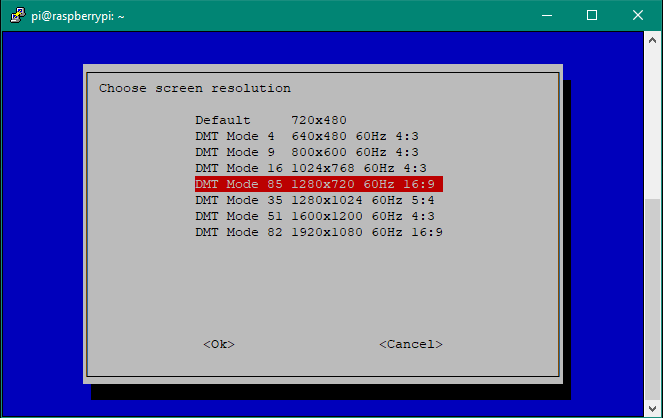 pi@raspberrypi: ~
Choose screen resolution
Default 720x480
DMT Mode 4 640x480 60Hz 4:3
DMT Mode 9 800x600 60Hz 4:3
DMT Mode 16 1024x768 60Hz 4:3
DMT Mode 85 1280x720 60Hz 16:9
DMT Mode 35 1280x1024 60Hz 5:4
DMT Mode 51 1600x1200 60Hz 4:3
DMT Mode 82 1920x1080 60Hz 16:9
<Ok> <Cancel>